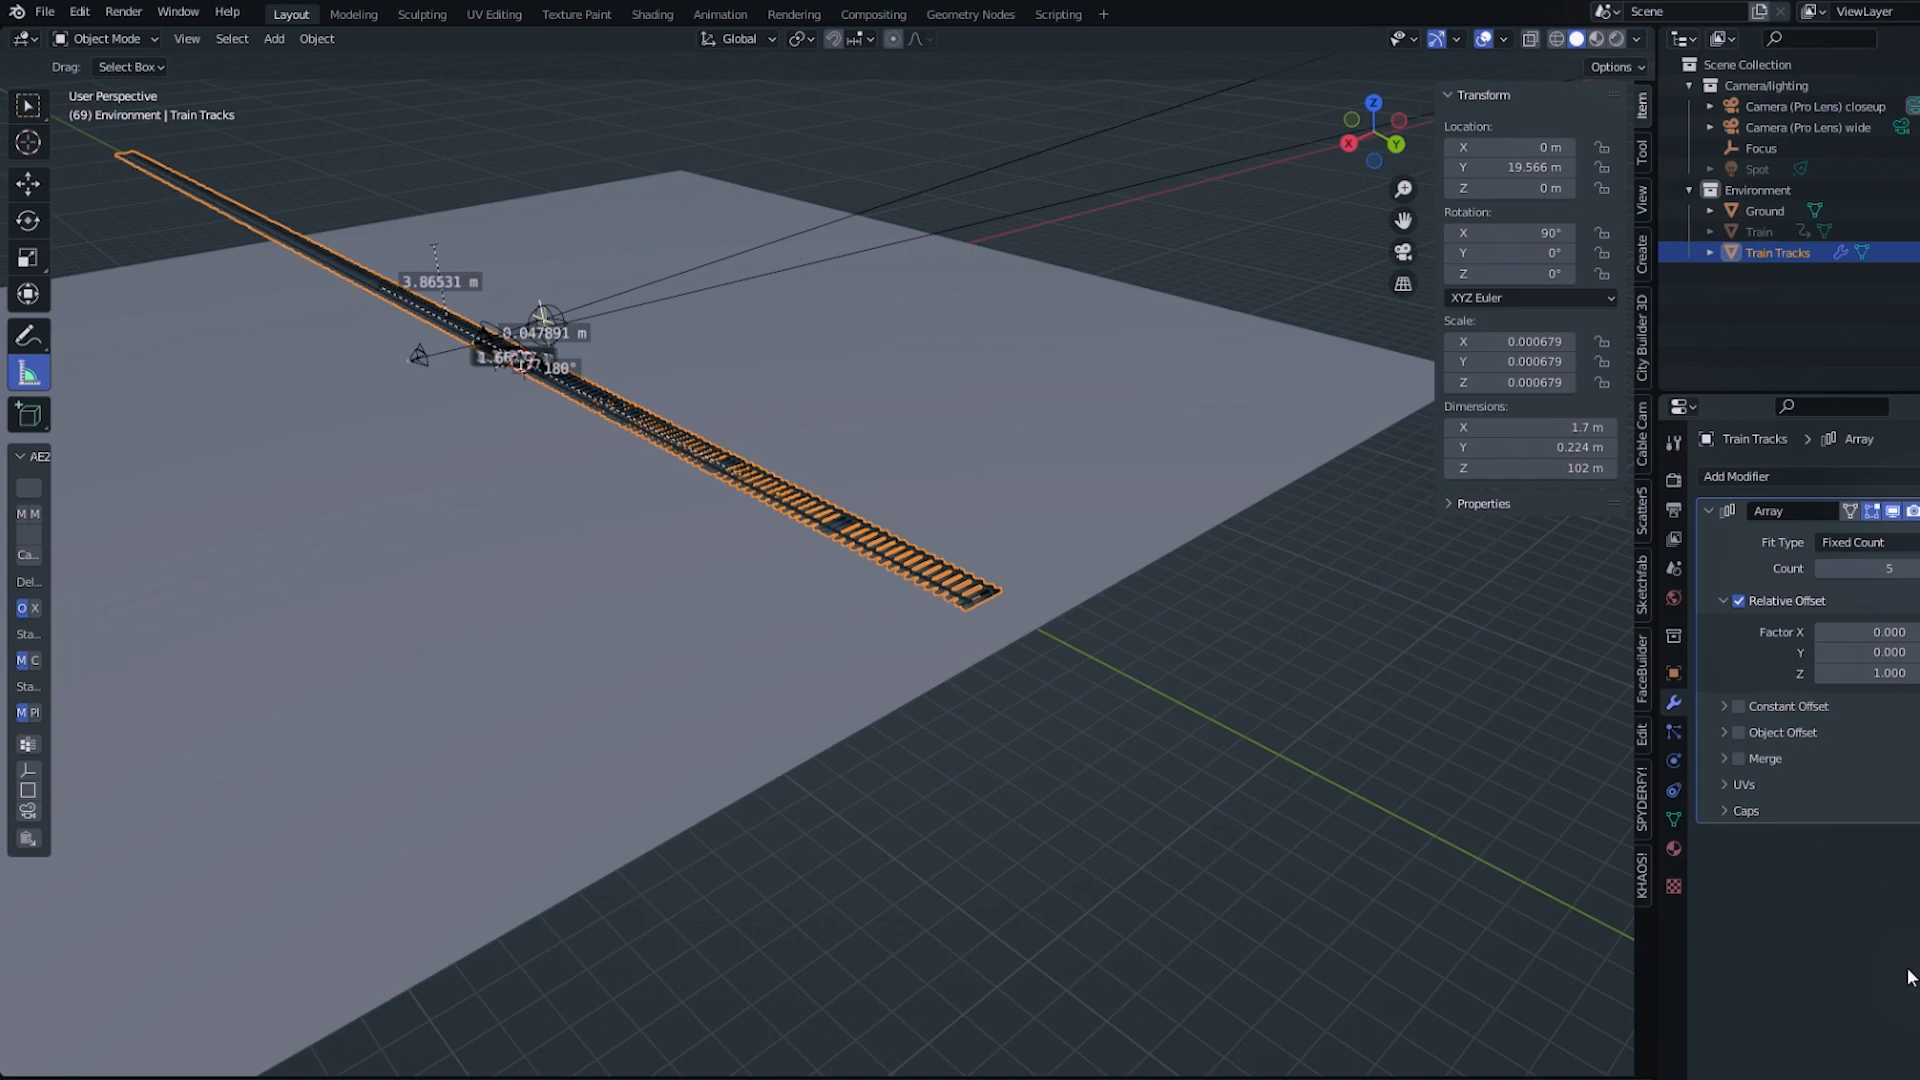 File Edit Render Window Help Layout Modeling Sculpting UV Editing Texture Paint Shading Animation Rendering Compositing Geometry Nodes Scripting + Scene ViewLayer
Object Mode View Select Add Object Global
Drag: Select Box Options
User Perspective
(69) Environment | Train Tracks
3.86531 m
0.047891 m
180°
Z
X
Y
AE2
M M
Ca...
Del...
O X
Sta...
M C
Sta...
M Pl
Transform
Location:
X 0 m
Y 19.566 m
Z 0 m
Rotation:
X 90°
Y 0°
Z 0°
XYZ Euler
Scale:
X 0.000679
Y 0.000679
Z 0.000679
Dimensions:
X 1.7 m
Y 0.224 m
Z 102 m
Properties
Item
Tool
View
Create
City Builder 3D
Cable Cam
Scatter5
Sketchfab
FaceBuilder
Edit
SPYDERFY!
KHAOS!
Scene Collection
Camera/lighting
Camera (Pro Lens) closeup
Camera (Pro Lens) wide
Focus
Spot
Environment
Ground
Train
Train Tracks
Train Tracks > Array
Add Modifier
Array
Fit Type Fixed Count
Count 5
Relative Offset
Factor X 0.000
Y 0.000
Z 1.000
Constant Offset
Object Offset
Merge
UVs
Caps